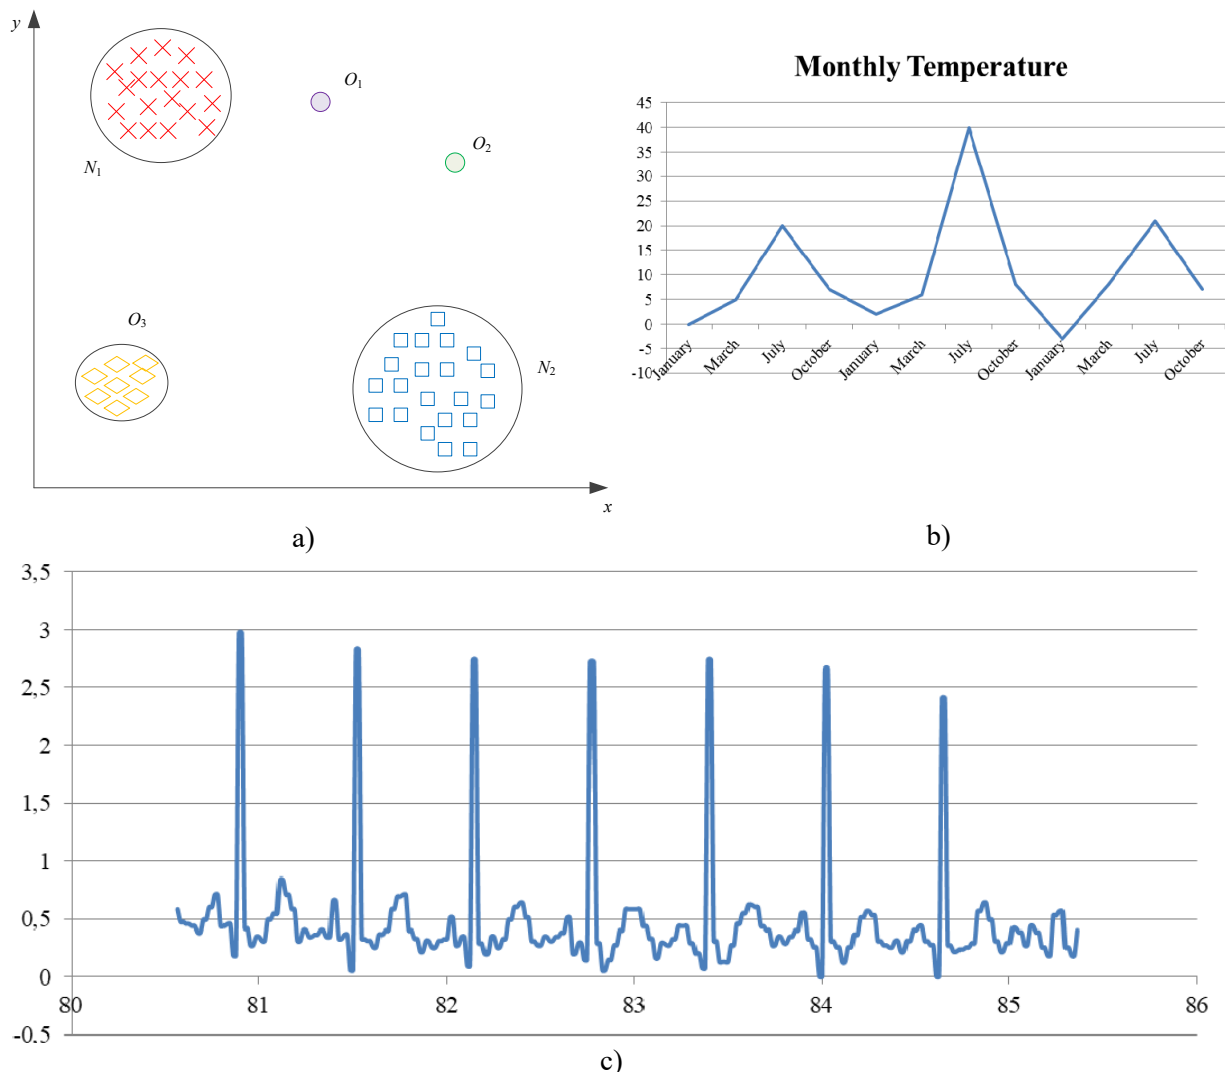 y
O1
O2
N1
O3
N2
x
a)
Monthly Temperature
45
40
35
30
25
20
15
10
5
0
-5
-10
January
March
July
October
January
March
July
October
January
March
July
October
b)
3,5
3
2,5
2
1,5
1
0,5
0
-0,5
80
81
82
83
84
85
86
c)